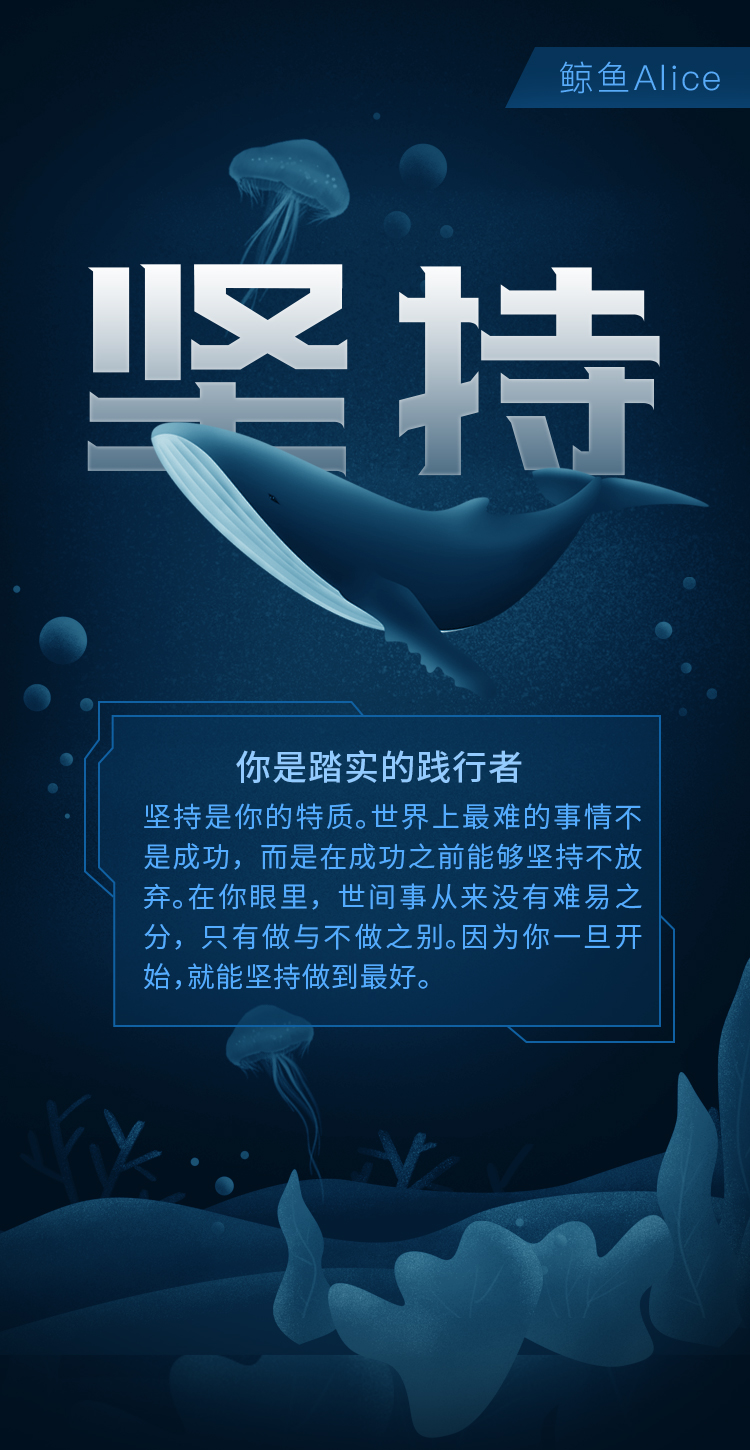 鲸鱼Alice
坚持
你是踏实的践行者
坚持是你的特质。世界上最难的事情不
是成功，而是在成功之前能够坚持不放
弃。在你眼里，世间事从来没有难易之
分，只有做与不做之别。因为你一旦开
始，就能坚持做到最好。